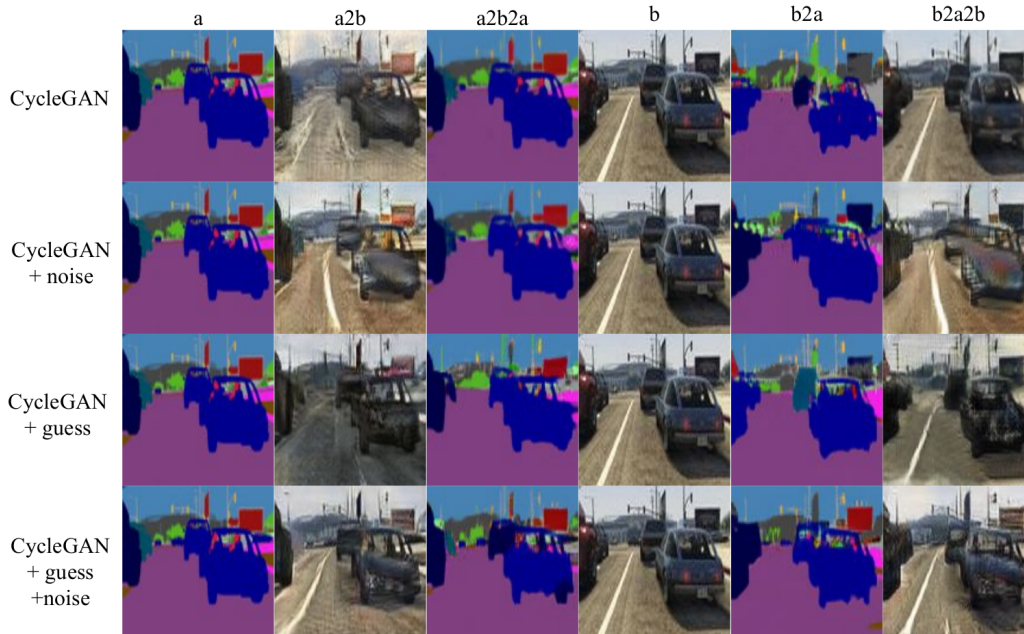 a a2b a2b2a b b2a b2a2b
CycleGAN
CycleGAN
+ noise
CycleGAN
+ guess
CycleGAN
+ guess
+noise